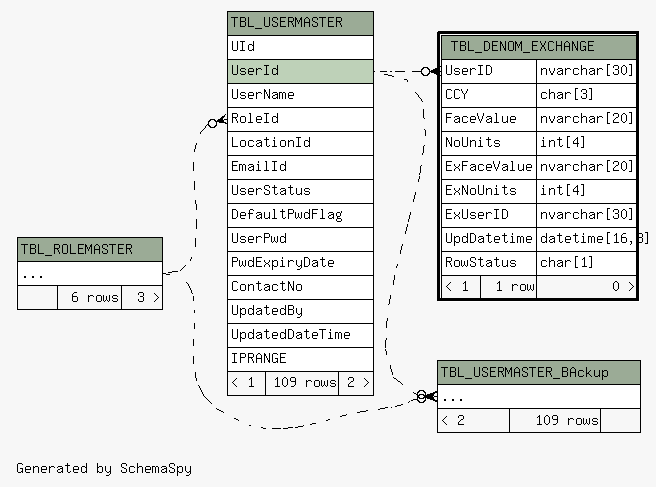 TBL_USERMASTER
UId
UserId
UserName
RoleId
LocationId
EmailId
UserStatus
DefaultPwdFlag
UserPwd
PwdExpiryDate
ContactNo
UpdatedBy
UpdatedDateTime
IPRANGE
< 1 109 rows 2 >
TBL_DENOM_EXCHANGE
UserID nvarchar[30]
CCY char[3]
FaceValue nvarchar[20]
NoUnits int[4]
ExFaceValue nvarchar[20]
ExNoUnits int[4]
ExUserID nvarchar[30]
UpdDatetime datetime[16,3]
RowStatus char[1]
< 1 1 row 0 >
TBL_ROLEMASTER
...
6 rows 3 >
TBL_USERMASTER_BAckup
...
< 2 109 rows
Generated by SchemaSpy